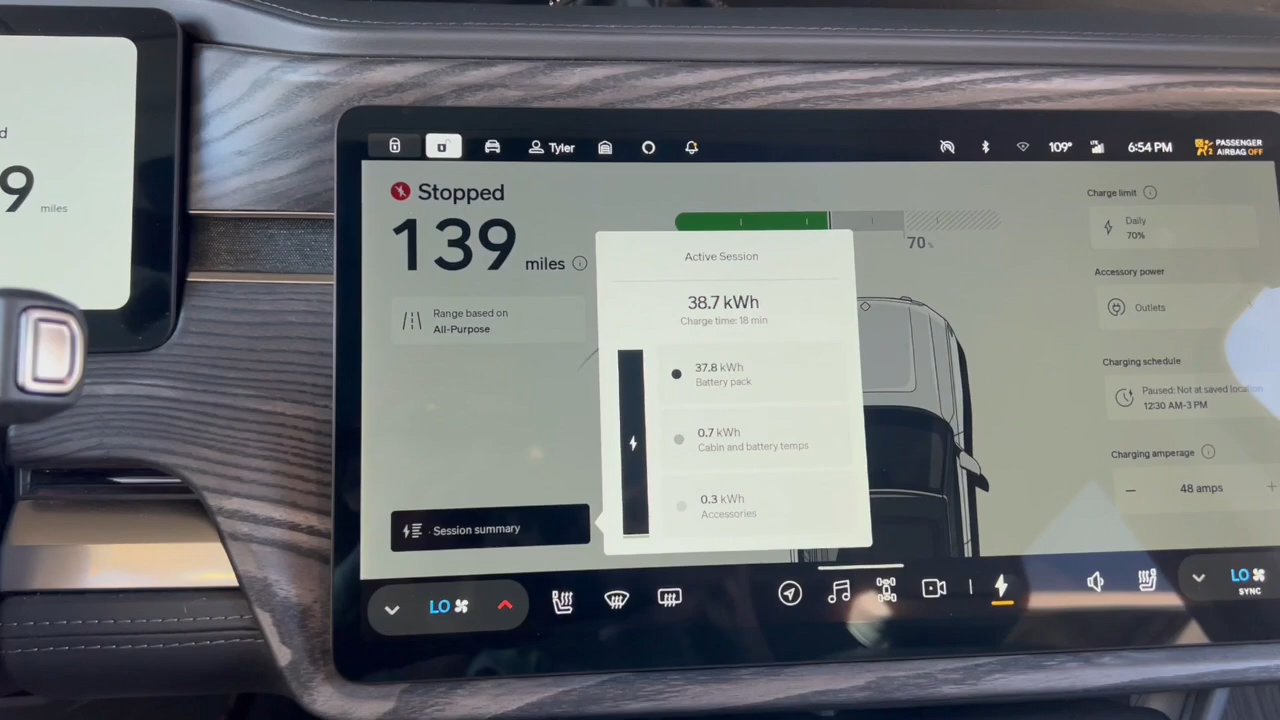 d
9 miles
Tyler
109°
LTE
6:54 PM
PASSENGER
AIRBAG OFF
Stopped
139 miles
Range based on
All-Purpose
Session summary
70%
Active Session
38.7 kWh
Charge time: 18 min
37.8 kWh
Battery pack
0.7 kWh
Cabin and battery temps
0.3 kWh
Accessories
Charge limit
Daily
70%
Accessory power
Outlets
Charging schedule
Paused: Not at saved location
12:30 AM-3 PM
Charging amperage
— 48 amps +
LO
LO
SYNC